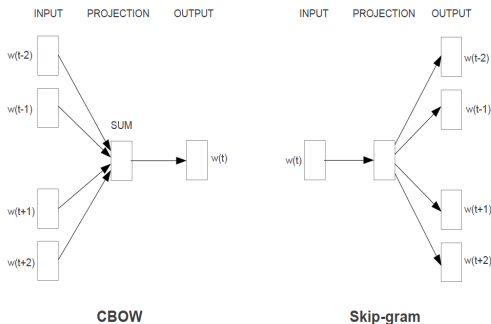 INPUT PROJECTION OUTPUT
w(t-2)
w(t-1)
SUM
w(t)
w(t+1)
w(t+2)
CBOW
INPUT PROJECTION OUTPUT
w(t-2)
w(t-1)
w(t)
w(t+1)
w(t+2)
Skip-gram